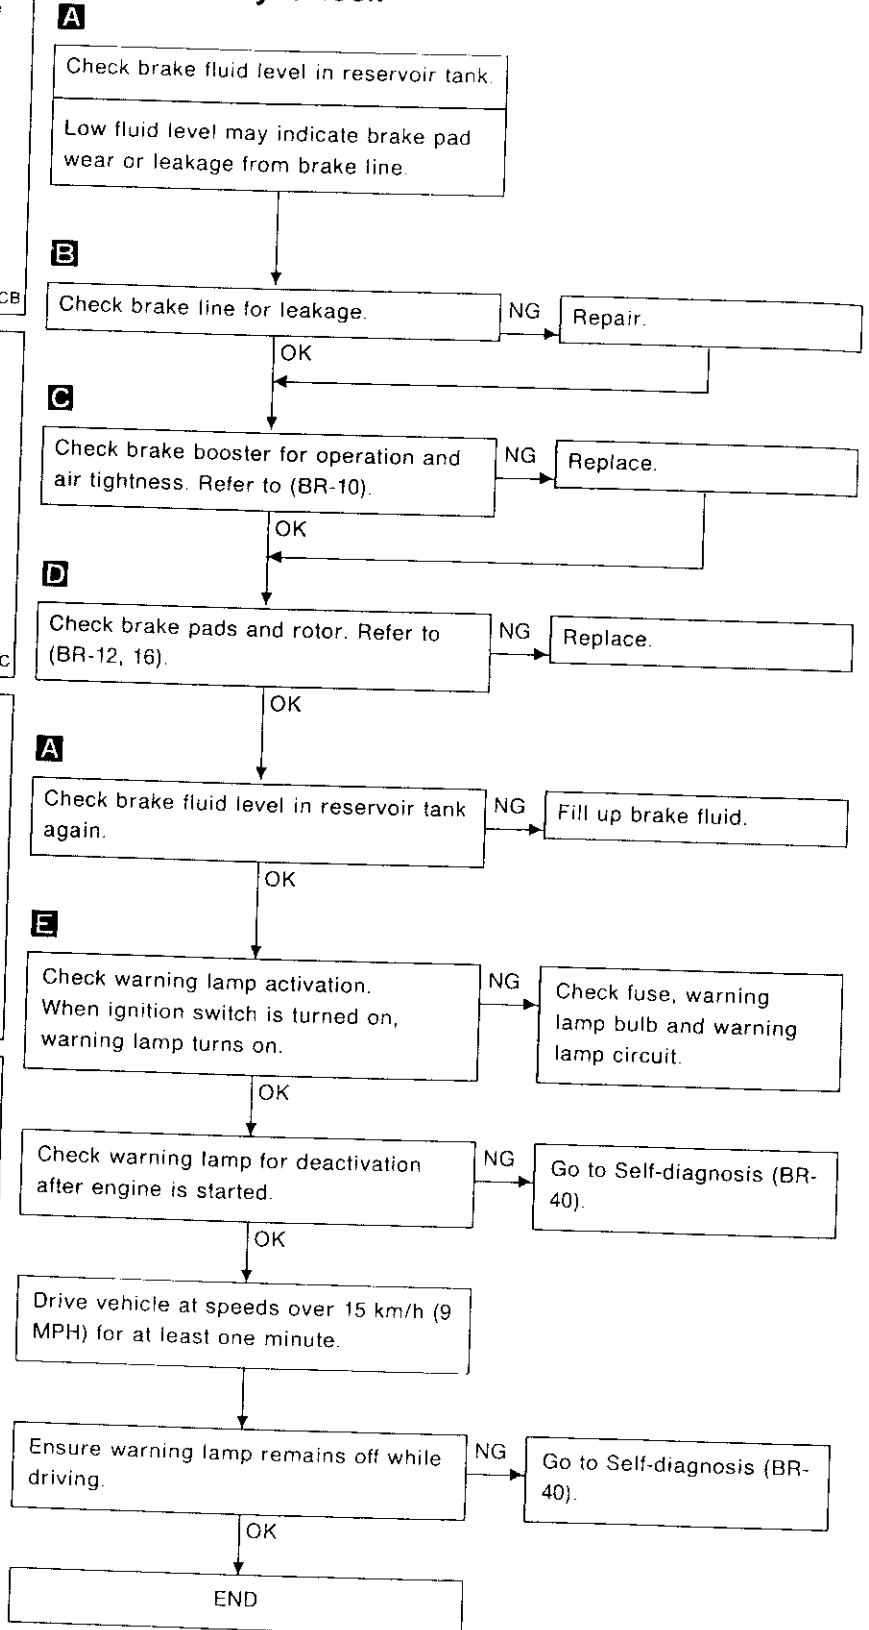 A
Check brake fluid level in reservoir tank.
Low fluid level may indicate brake pad
wear or leakage from brake line.
B
CB
Check brake line for leakage.
NG
Repair.
OK
C
Check brake booster for operation and
air tightness. Refer to (BR-10).
NG
Replace.
OK
D
Check brake pads and rotor. Refer to
(BR-12, 16).
NG
Replace.
C
OK
A
Check brake fluid level in reservoir tank
again.
NG
Fill up brake fluid.
OK
E
Check warning lamp activation.
When ignition switch is turned on,
warning lamp turns on.
NG
Check fuse, warning
lamp bulb and warning
lamp circuit.
OK
Check warning lamp for deactivation
after engine is started.
NG
Go to Self-diagnosis (BR-
40).
OK
Drive vehicle at speeds over 15 km/h (9
MPH) for at least one minute.
Ensure warning lamp remains off while
driving.
NG
Go to Self-diagnosis (BR-
40).
OK
END